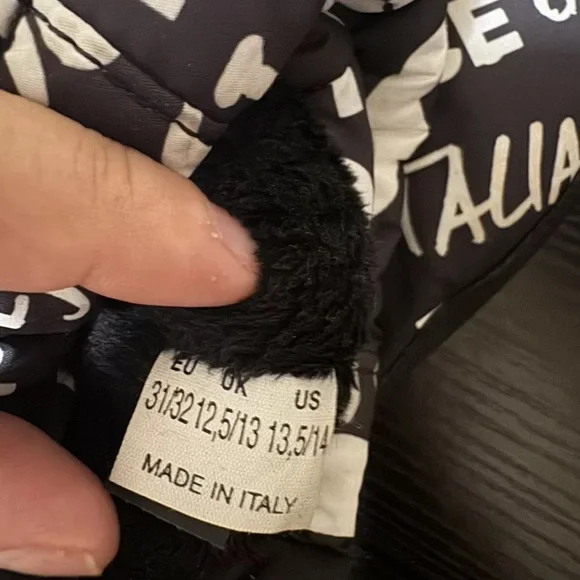 ITALIA
EU UK US
31/32 12,5/13 13,5/14
MADE IN ITALY